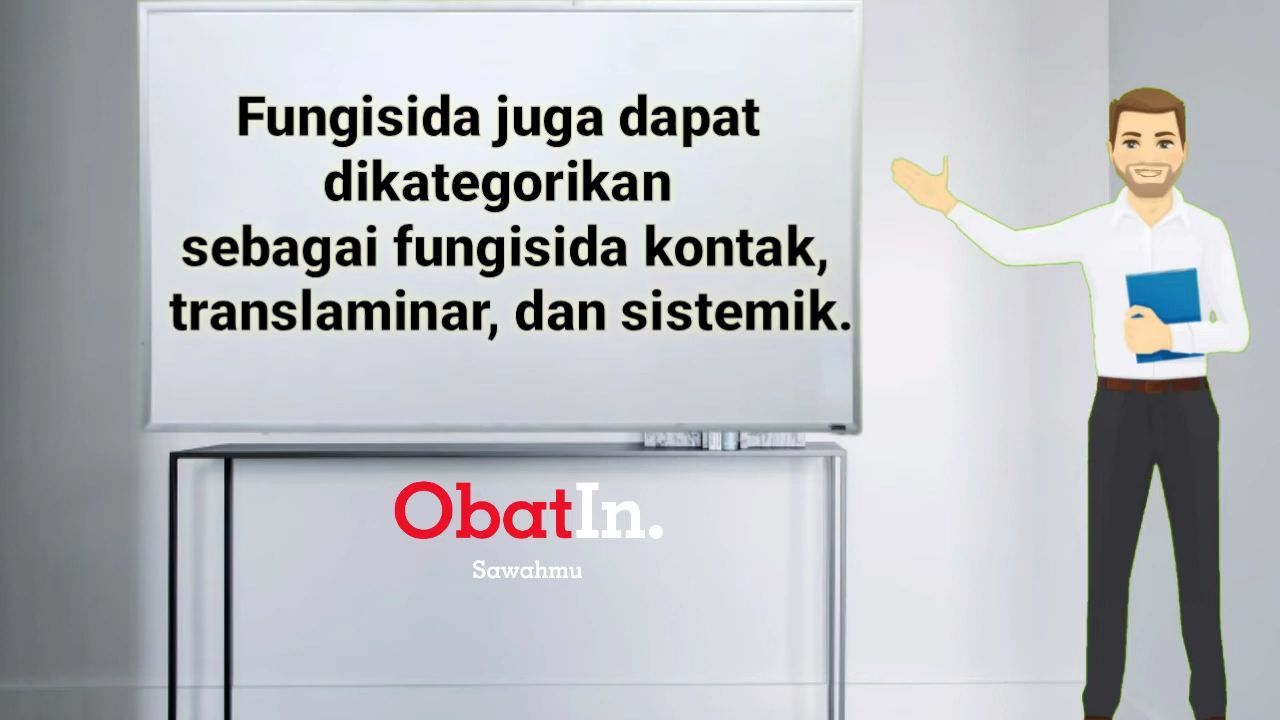 Fungisida juga dapat
dikategorikan
sebagai fungisida kontak,
translaminar, dan sistemik.
ObatIn.
Sawahmu